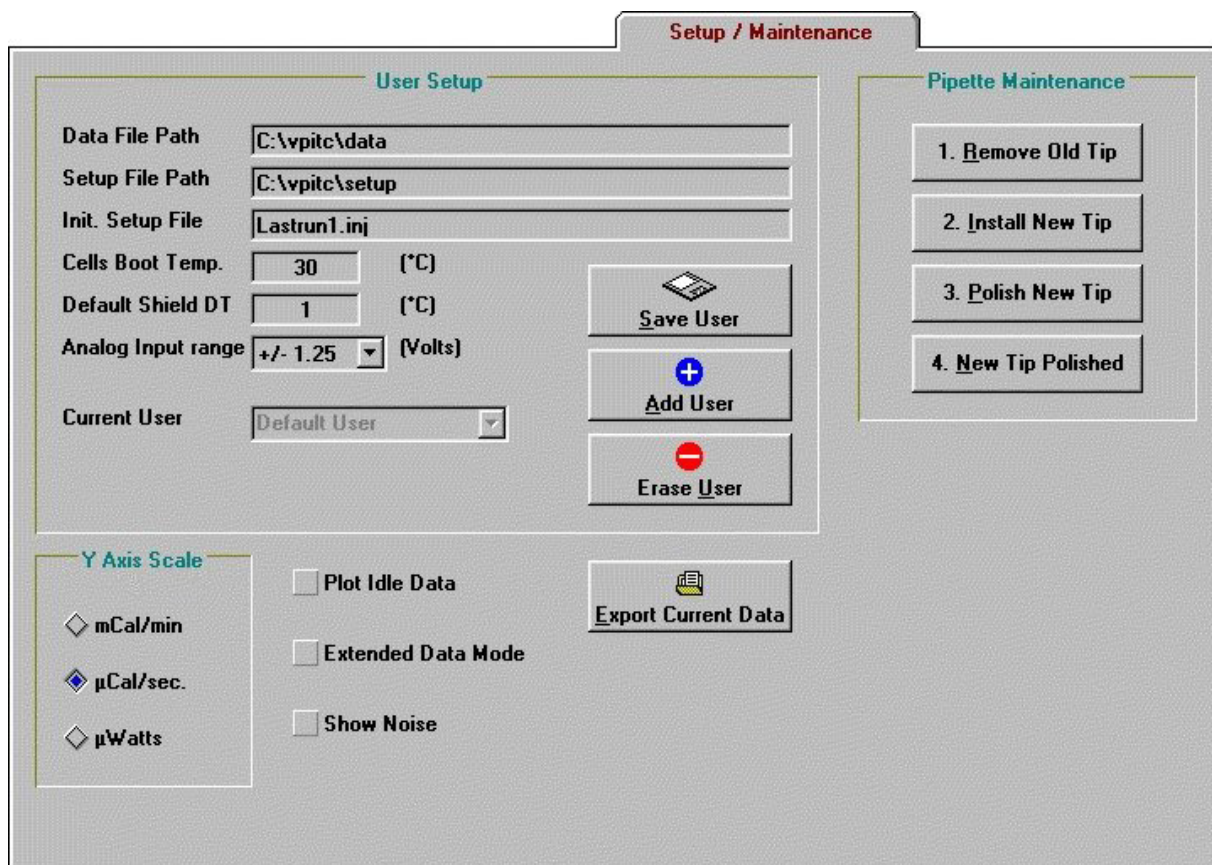 Setup / Maintenance
User Setup
Data File Path
C:\vpitc\data
Setup File Path
C:\vpitc\setup
Init. Setup File
Lastrun1.inj
Cells Boot Temp.
30
(°C)
Default Shield DT
1
(°C)
Analog Input range
+/- 1.25
(Volts)
Current User
Default User
Save User
Add User
Erase User
Pipette Maintenance
1. Remove Old Tip
2. Install New Tip
3. Polish New Tip
4. New Tip Polished
Y Axis Scale
mCal/min
µCal/sec.
µWatts
Plot Idle Data
Extended Data Mode
Show Noise
Export Current Data